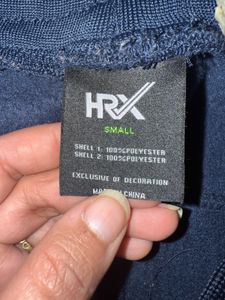 HRX
SMALL
SHELL 1: 100%POLYESTER
SHELL 2: 100%POLYESTER
EXCLUSIVE OF DECORATION
MADE IN CHINA